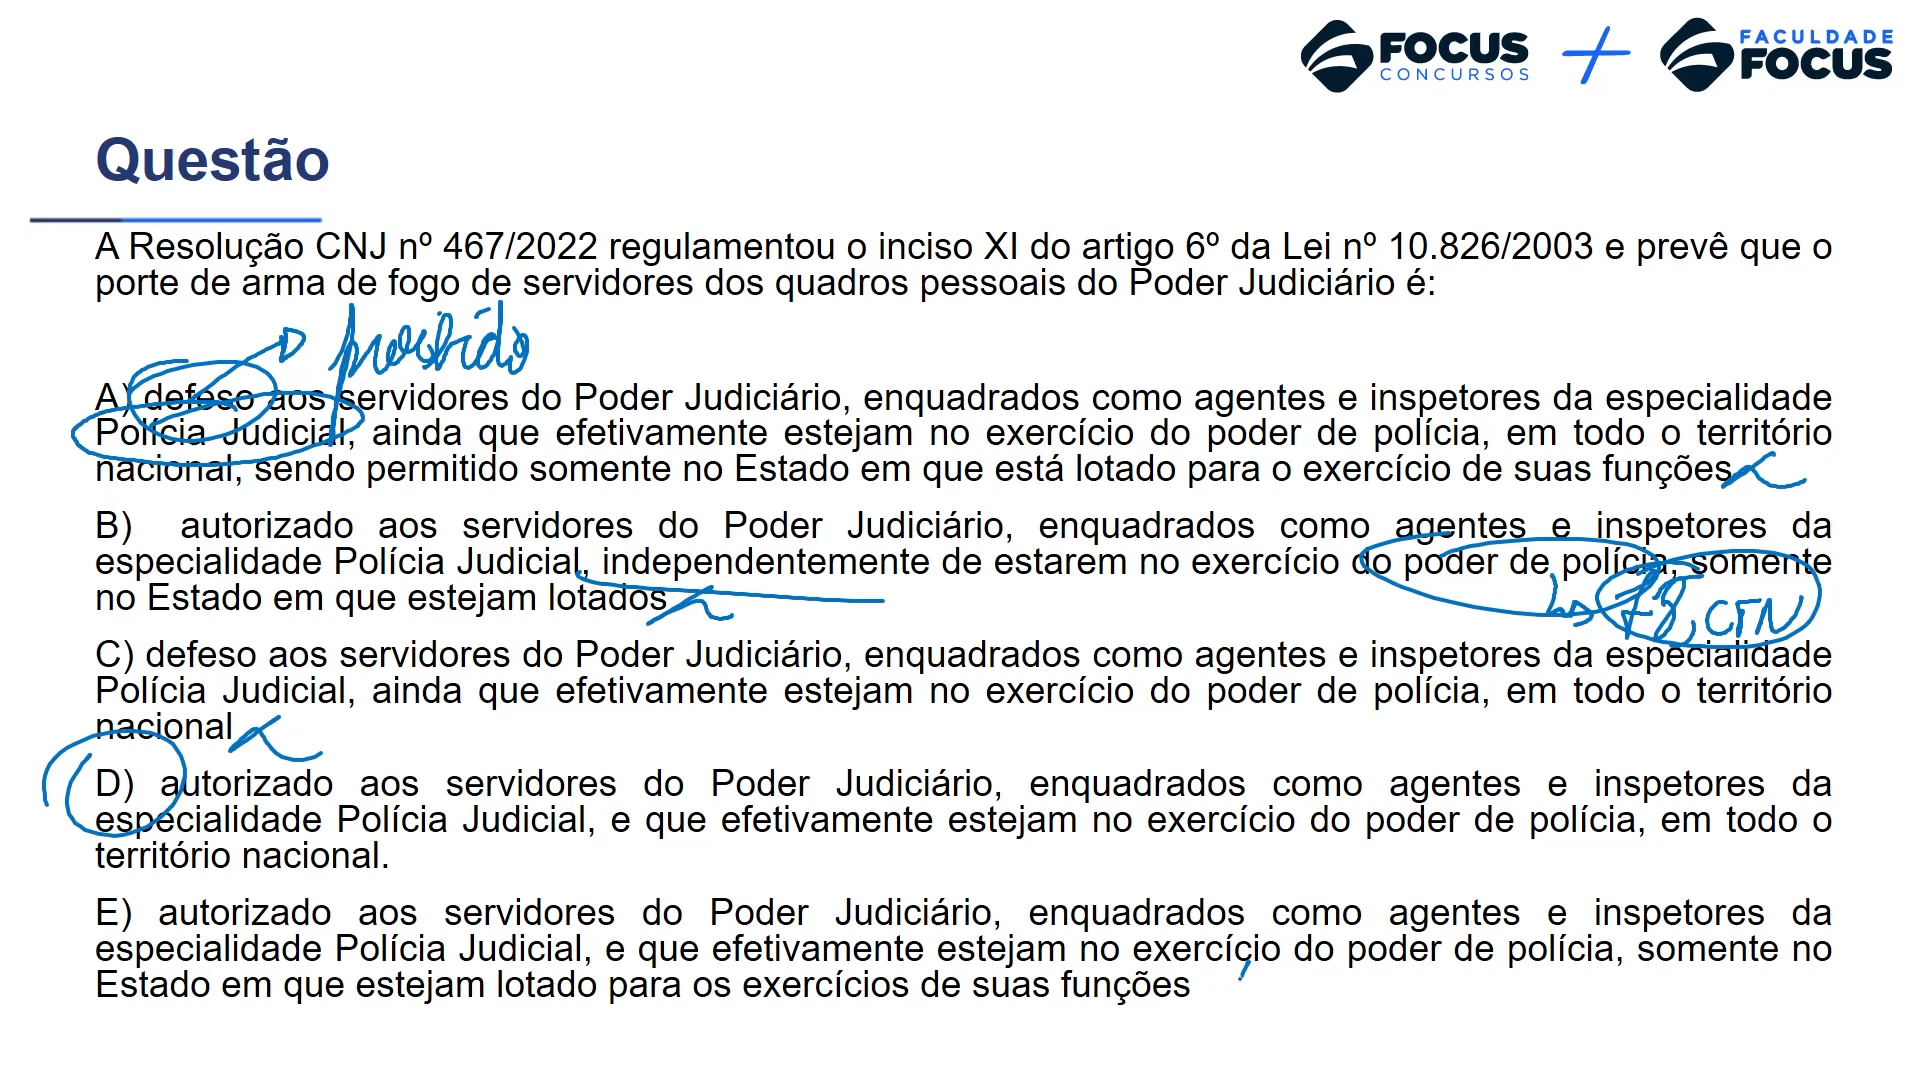 FOCUS
CONCURSOS
FACULDADE
FOCUS
Questão
A Resolução CNJ nº 467/2022 regulamentou o inciso XI do artigo 6º da Lei nº 10.826/2003 e prevê que o
porte de arma de fogo de servidores dos quadros pessoais do Poder Judiciário é:
proibido
A) defeso aos servidores do Poder Judiciário, enquadrados como agentes e inspetores da especialidade
Polícia Judicial, ainda que efetivamente estejam no exercício do poder de polícia, em todo o território
nacional, sendo permitido somente no Estado em que está lotado para o exercício de suas funções
B) autorizado aos servidores do Poder Judiciário, enquadrados como agentes e inspetores da
especialidade Polícia Judicial, independentemente de estarem no exercício do poder de polícia, somente
no Estado em que estejam lotados
78, CTN
C) defeso aos servidores do Poder Judiciário, enquadrados como agentes e inspetores da especialidade
Polícia Judicial, ainda que efetivamente estejam no exercício do poder de polícia, em todo o território
nacional
D) autorizado aos servidores do Poder Judiciário, enquadrados como agentes e inspetores da
especialidade Polícia Judicial, e que efetivamente estejam no exercício do poder de polícia, em todo o
território nacional.
E) autorizado aos servidores do Poder Judiciário, enquadrados como agentes e inspetores da
especialidade Polícia Judicial, e que efetivamente estejam no exercício do poder de polícia, somente no
Estado em que estejam lotado para os exercícios de suas funções